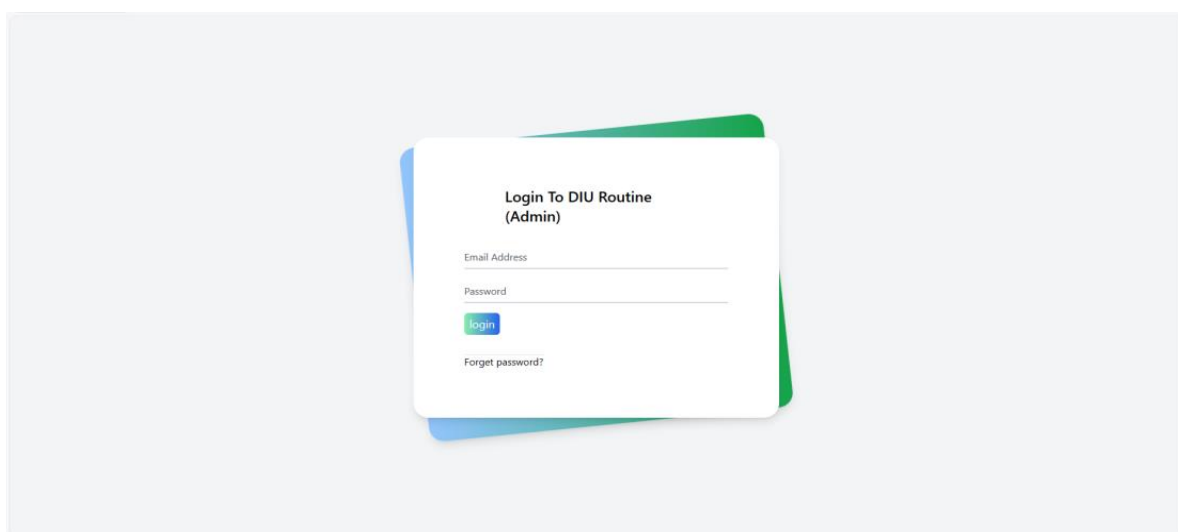 Login To DIU Routine
(Admin)
Email Address
Password
login
Forget password?